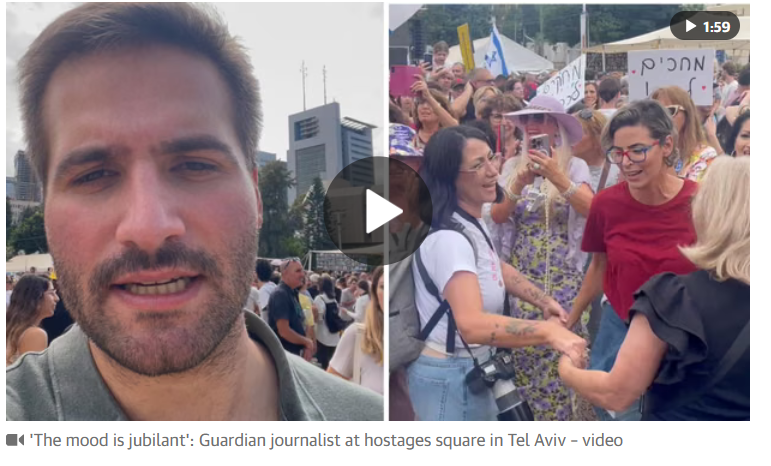 1:59
מחכים
'The mood is jubilant': Guardian journalist at hostages square in Tel Aviv – video